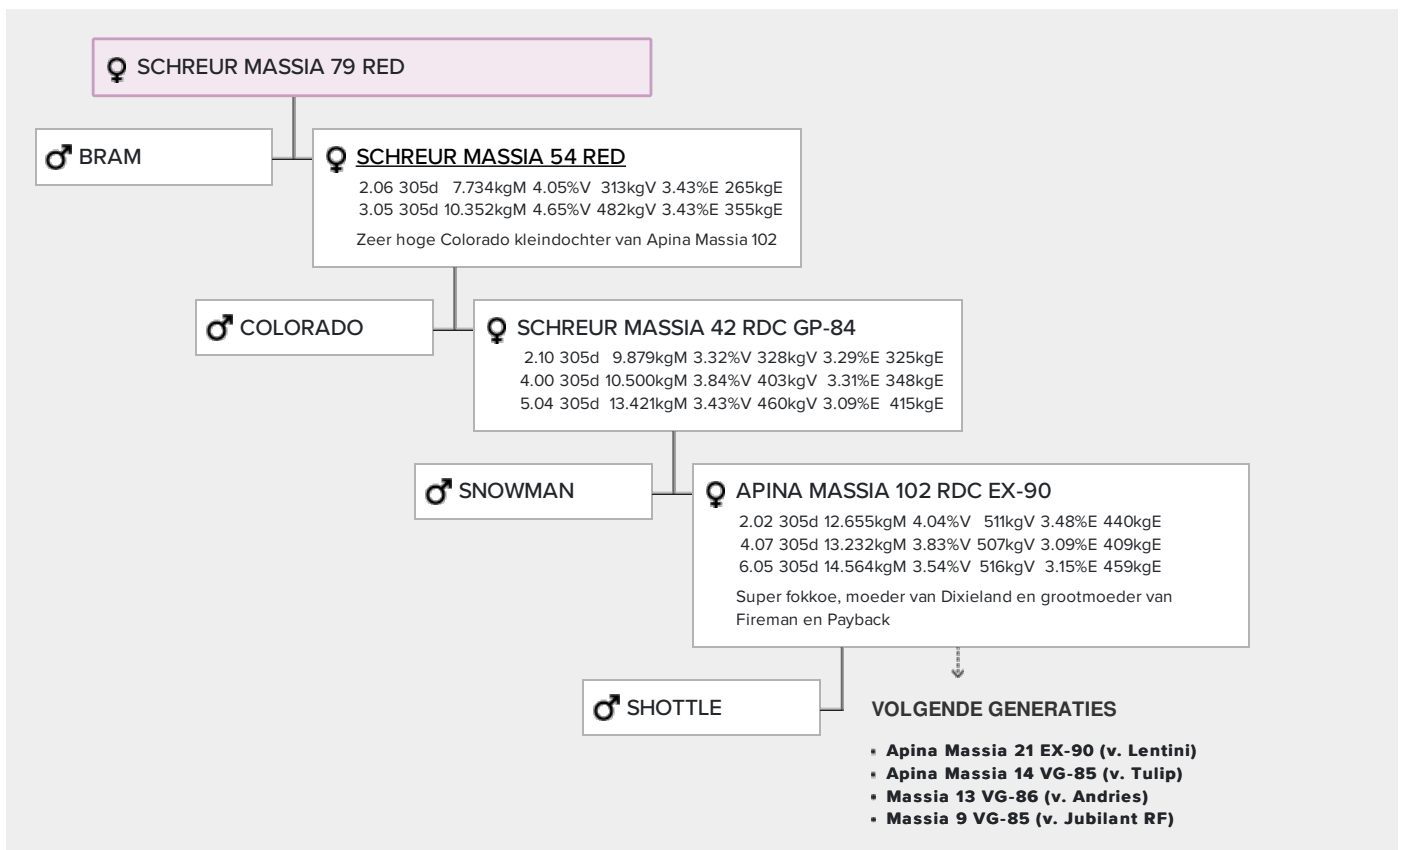 SCHREUR MASSIA 79 RED
BRAM
SCHREUR MASSIA 54 RED
2.06 305d 7.734kgM 4.05%V 313kgV 3.43%E 265kgE
3.05 305d 10.352kgM 4.65%V 482kgV 3.43%E 355kgE
Zeer hoge Colorado kleindochter van Apina Massia 102
COLORADO
SCHREUR MASSIA 42 RDC GP-84
2.10 305d 9.879kgM 3.32%V 328kgV 3.29%E 325kgE
4.00 305d 10.500kgM 3.84%V 403kgV 3.31%E 348kgE
5.04 305d 13.421kgM 3.43%V 460kgV 3.09%E 415kgE
SNOWMAN
APINA MASSIA 102 RDC EX-90
2.02 305d 12.655kgM 4.04%V 511kgV 3.48%E 440kgE
4.07 305d 13.232kgM 3.83%V 507kgV 3.09%E 409kgE
6.05 305d 14.564kgM 3.54%V 516kgV 3.15%E 459kgE
Super fokkoe, moeder van Dixieland en grootmoeder van
Fireman en Payback
SHOTTLE
VOLGENDE GENERATIES
• Apina Massia 21 EX-90 (v. Lentini)
• Apina Massia 14 VG-85 (v. Tulip)
• Massia 13 VG-86 (v. Andries)
• Massia 9 VG-85 (v. Jubilant RF)